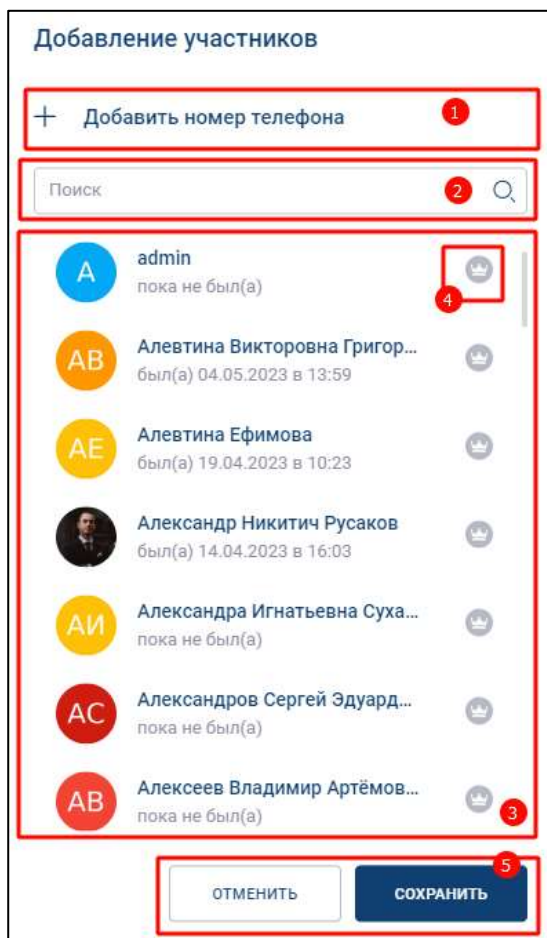 Добавление участников
+ Добавить номер телефона 1
Поиск 2
A admin
пока не был(а) 4
АВ Алевтина Викторовна Григор...
был(а) 04.05.2023 в 13:59
АЕ Алевтина Ефимова
был(а) 19.04.2023 в 10:23
Александр Никитич Русаков
был(а) 14.04.2023 в 16:03
АИ Александра Игнатьевна Суха...
пока не был(а)
АС Александров Сергей Эдуард...
пока не был(а)
АВ Алексеев Владимир Артёмов...
пока не был(а) 3
5
ОТМЕНИТЬ СОХРАНИТЬ